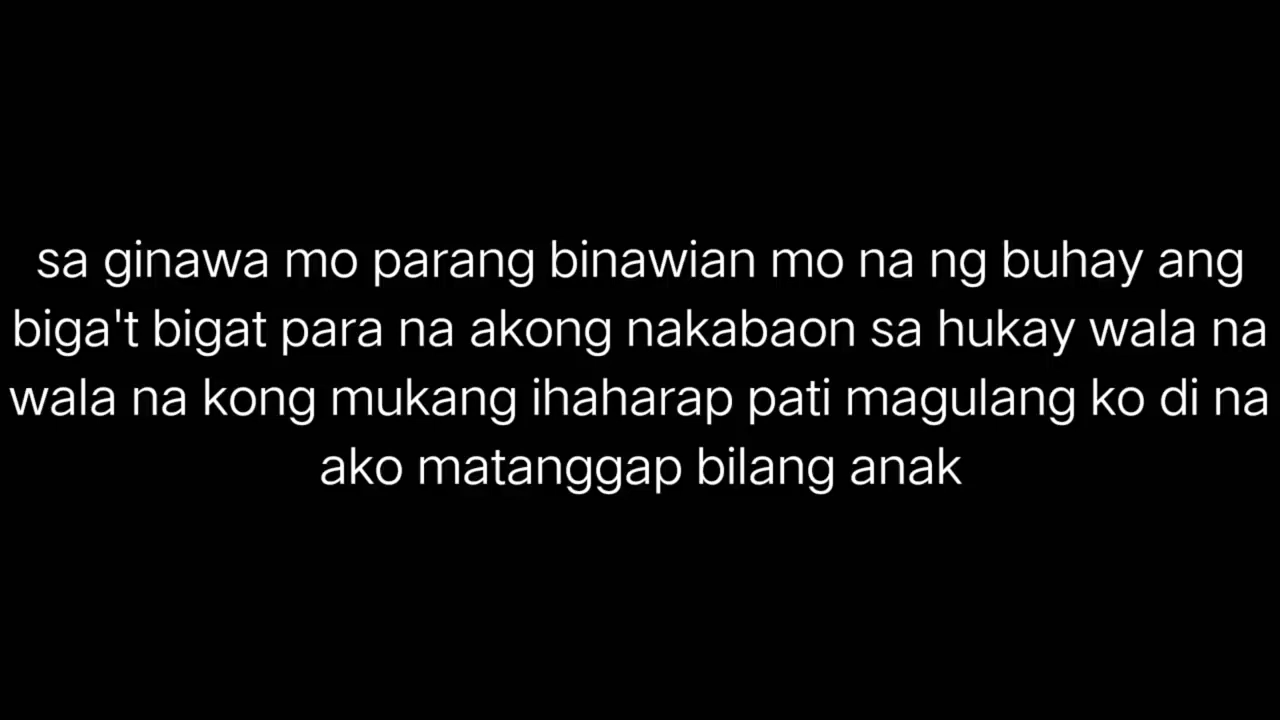 sa ginawa mo parang binawian mo na ng buhay ang
biga't bigat para na akong nakabaon sa hukay wala na
wala na kong mukang ihaharap pati magulang ko di na
ako matanggap bilang anak